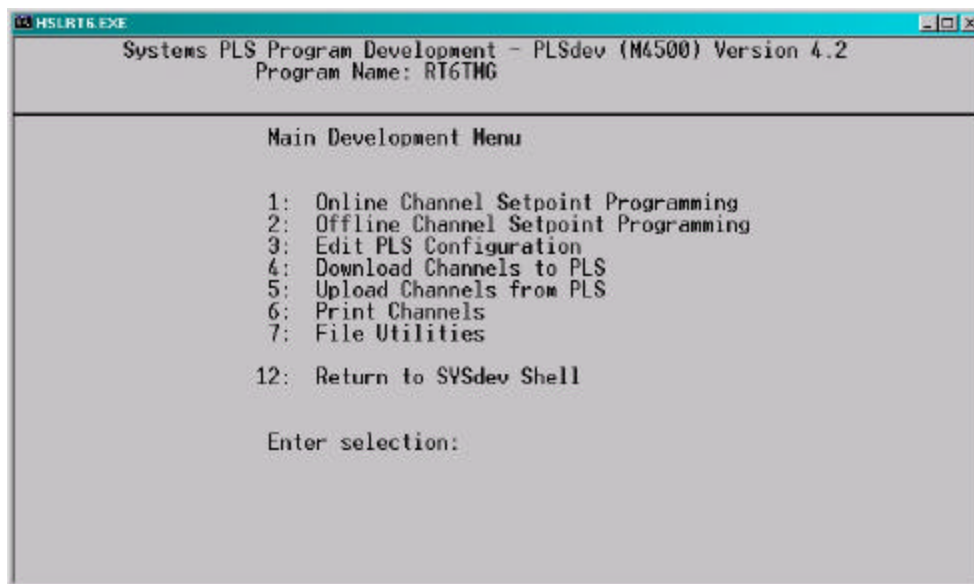 HSLRT6.EXE
Systems PLS Program Development - PLSdev (M4500) Version 4.2
Program Name: RT6TMG
Main Development Menu
1: Online Channel Setpoint Programming
2: Offline Channel Setpoint Programming
3: Edit PLS Configuration
4: Download Channels to PLS
5: Upload Channels from PLS
6: Print Channels
7: File Utilities
12: Return to SYSdev Shell
Enter selection: